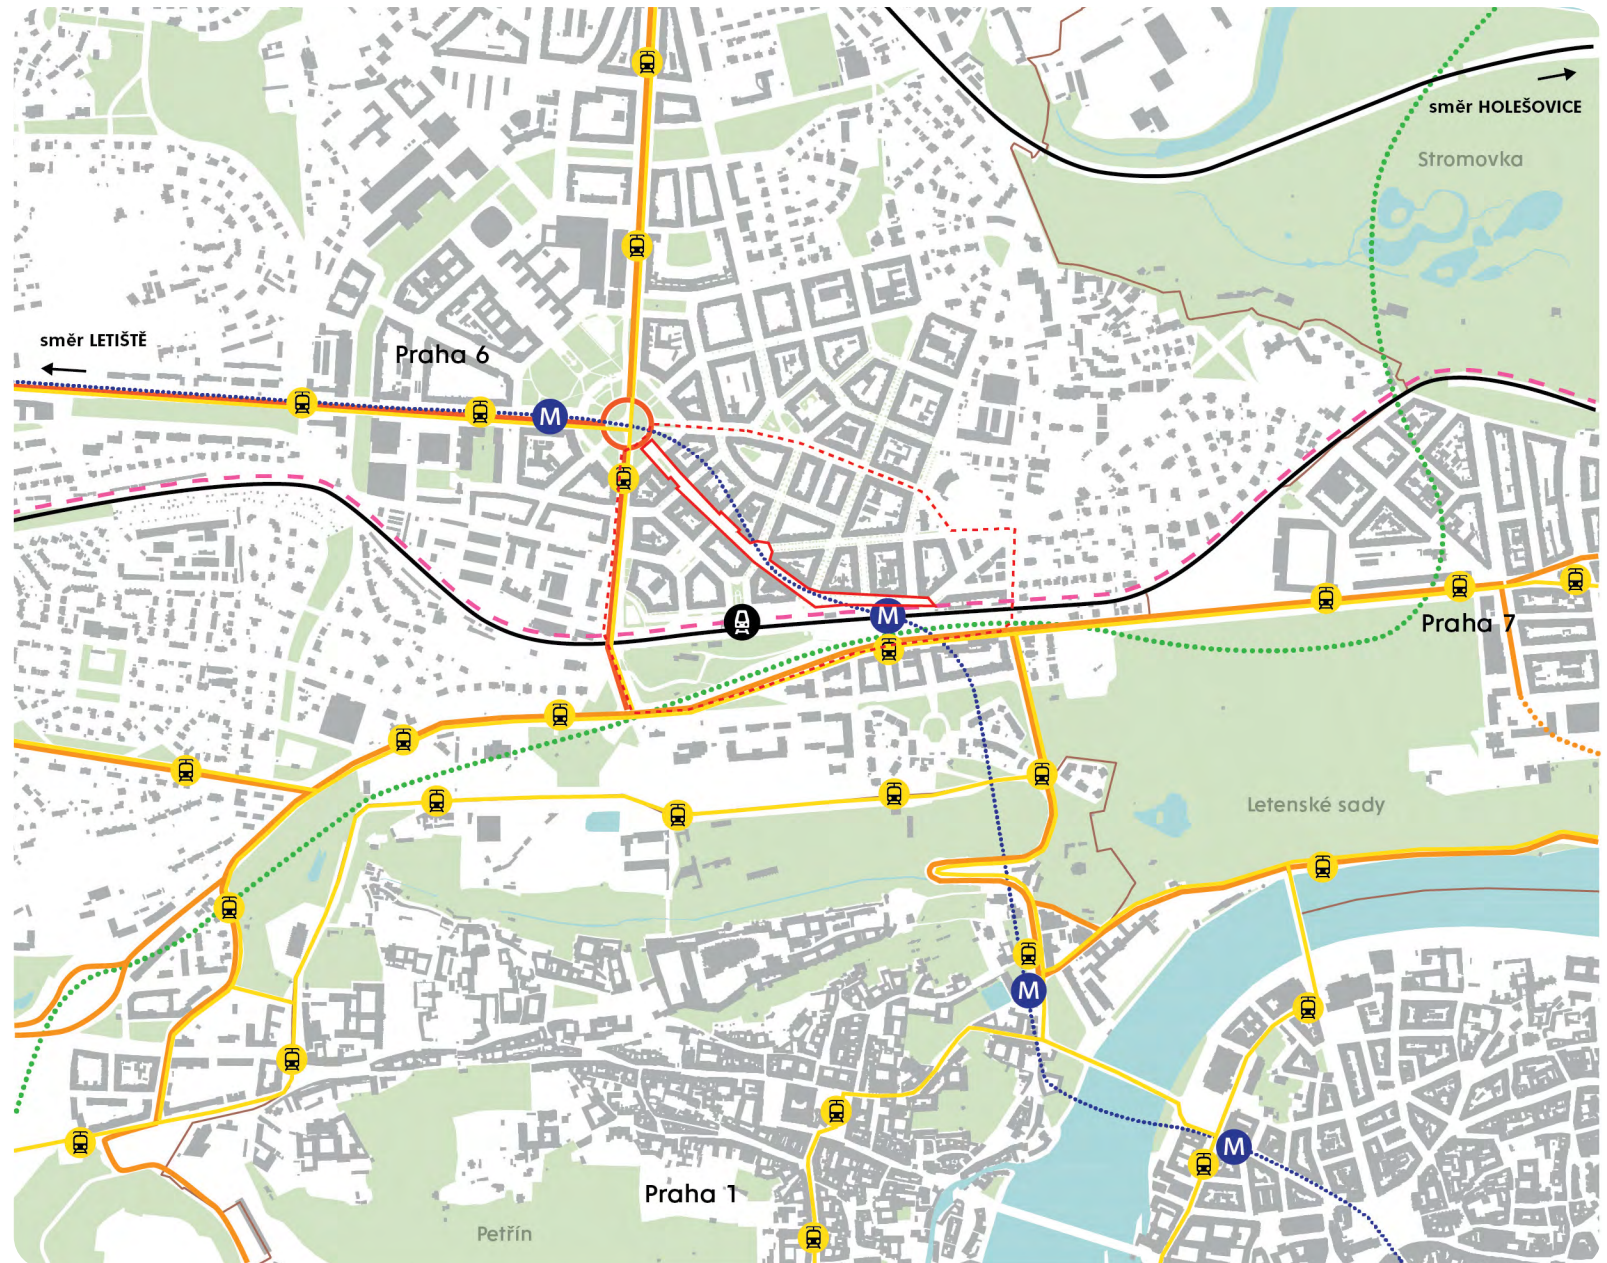 směr HOLEŠOVICE
Stromovka
směr LETIŠTĚ
Praha 6
M
M
Praha 7
Letenské sady
M
M
Praha 1
Petřín